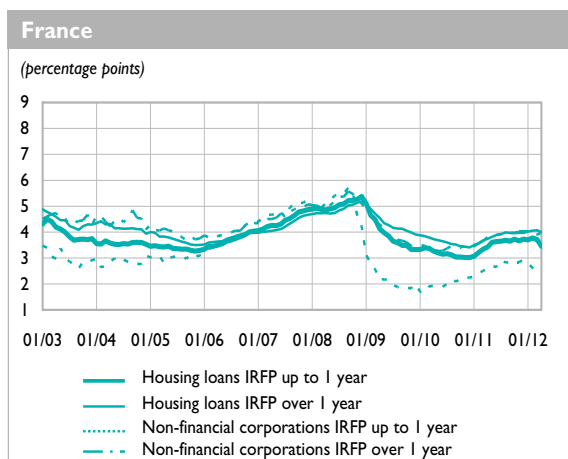 France
(percentage points)
9
8
7
6
5
4
3
2
1
01/03 01/04 01/05 01/06 01/07 01/08 01/09 01/10 01/11 01/12
Housing loans IRFP up to 1 year
Housing loans IRFP over 1 year
Non-financial corporations IRFP up to 1 year
Non-financial corporations IRFP over 1 year